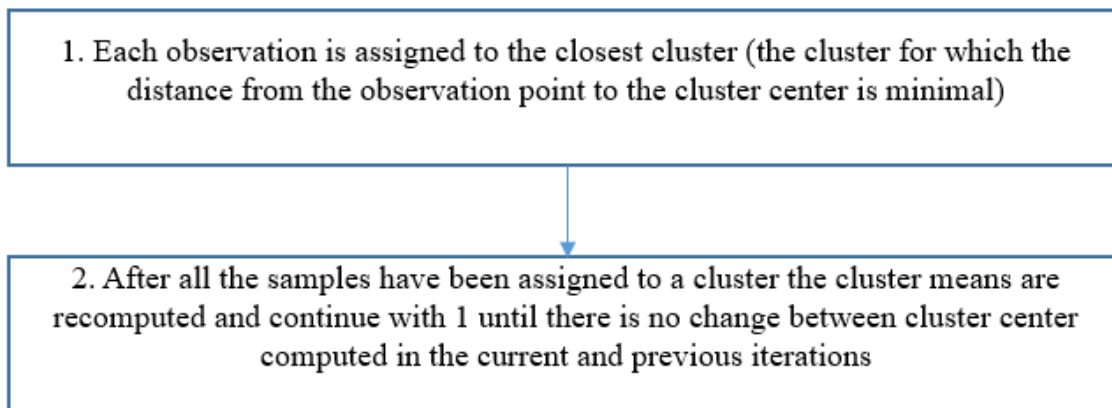 1. Each observation is assigned to the closest cluster (the cluster for which the
distance from the observation point to the cluster center is minimal)
2. After all the samples have been assigned to a cluster the cluster means are
recomputed and continue with 1 until there is no change between cluster center
computed in the current and previous iterations